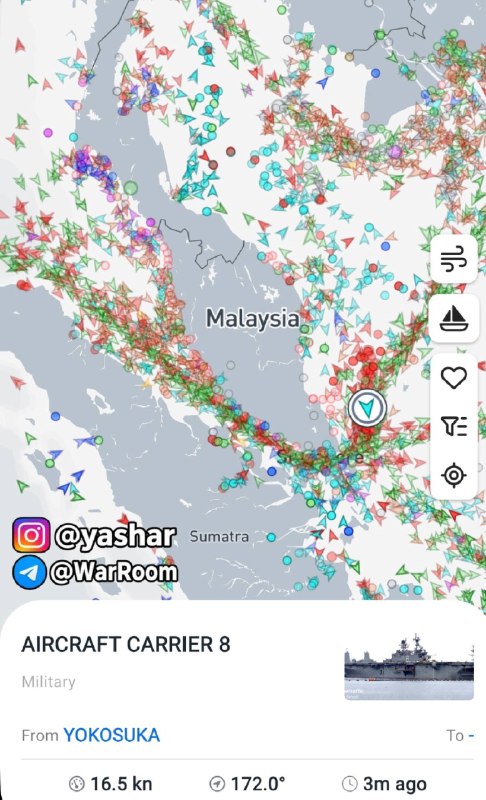 Malaysia
e
@yashar
Sumatra
@WarRoom
AIRCRAFT CARRIER 8
Military
From YOKOSUKA
To -
16.5 kn
172.0°
3m ago